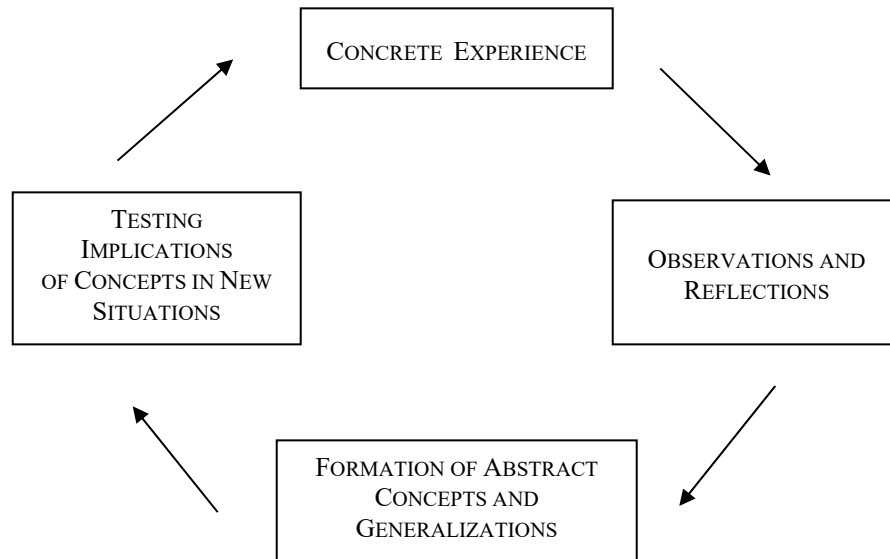 CONCRETE EXPERIENCE
TESTING
IMPLICATIONS
OF CONCEPTS IN NEW
SITUATIONS
OBSERVATIONS AND
REFLECTIONS
FORMATION OF ABSTRACT
CONCEPTS AND
GENERALIZATIONS